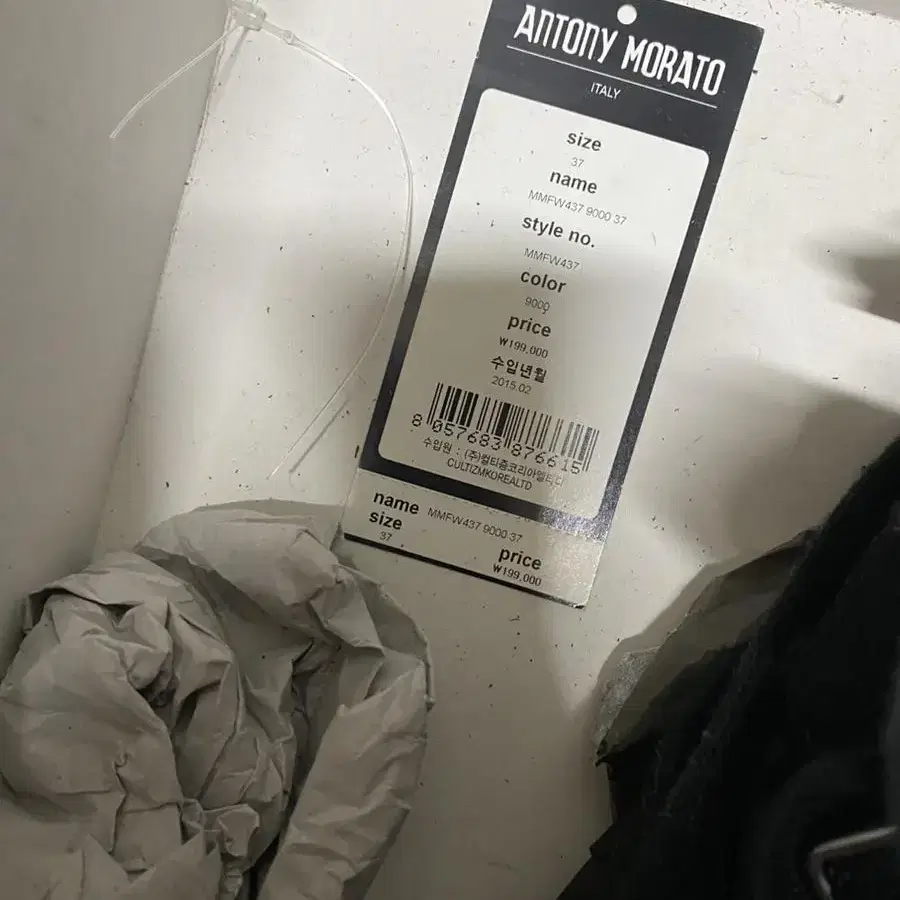 ANTONY MORATO
ITALY
size
37
name
MMFW437 9000 37
style no.
MMFW437
color
9000
price
₩199,000
수입년월
2015.02
8 057683 876615
수입원 : (주)컬티즘코리아엘티디
CULTIZMKOREALTD
name MMFW437 9000 37
size
37
price
₩199,000